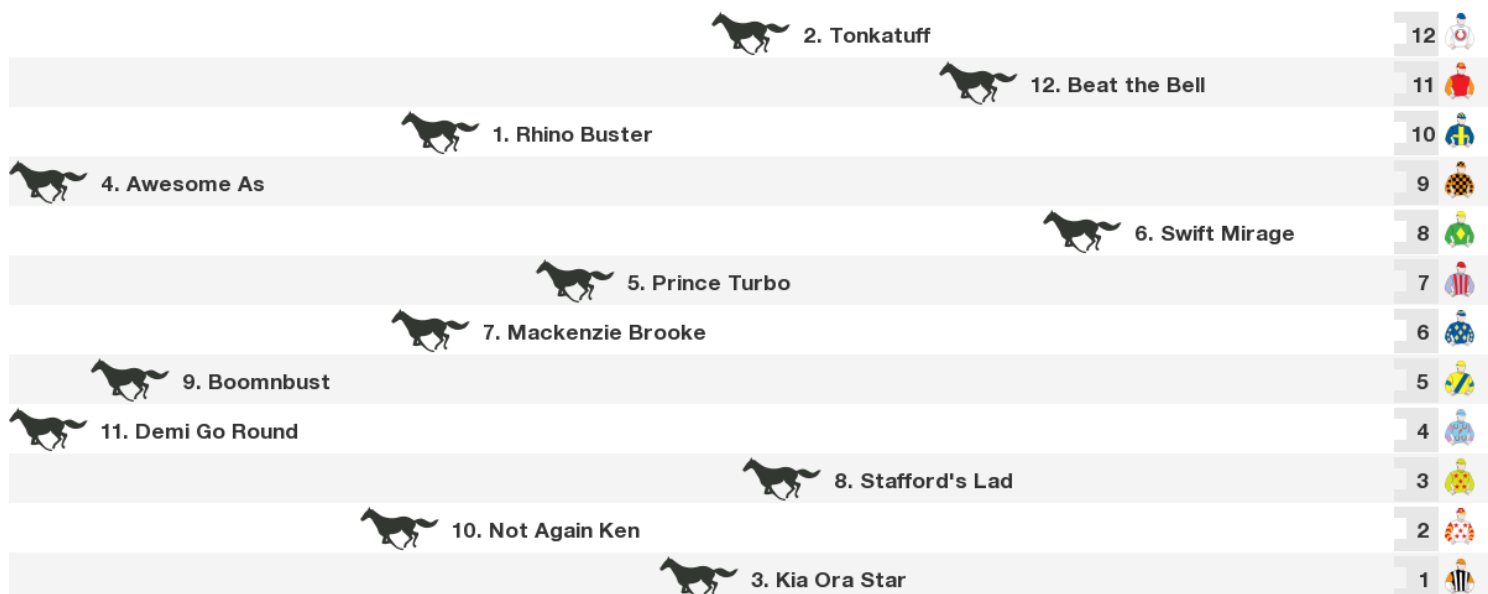 2. Tonkatuff 12
12. Beat the Bell 11
1. Rhino Buster 10
4. Awesome As 9
6. Swift Mirage 8
5. Prince Turbo 7
7. Mackenzie Brooke 6
9. Boomnbust 5
11. Demi Go Round 4
8. Stafford's Lad 3
10. Not Again Ken 2
3. Kia Ora Star 1